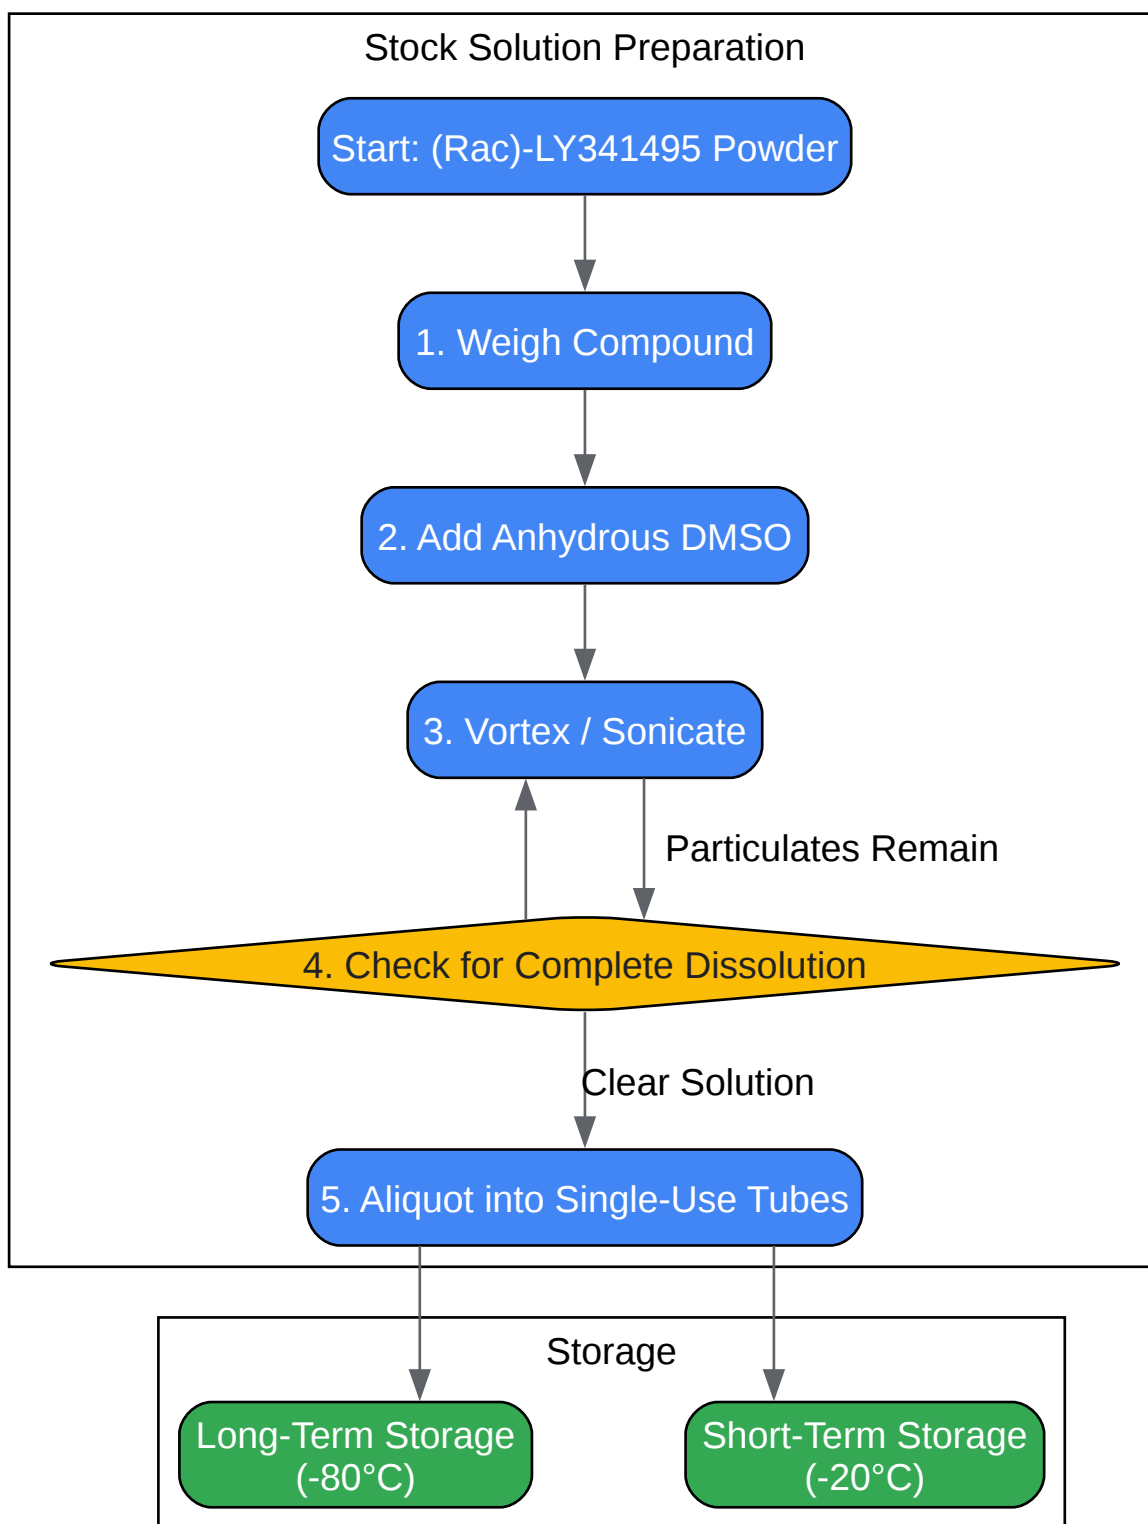 Stock Solution Preparation
Start: (Rac)-LY341495 Powder
1. Weigh Compound
2. Add Anhydrous DMSO
3. Vortex / Sonicate
Particulates Remain
4. Check for Complete Dissolution
Clear Solution
5. Aliquot into Single-Use Tubes
Storage
Long-Term Storage
(-80°C)
Short-Term Storage
(-20°C)